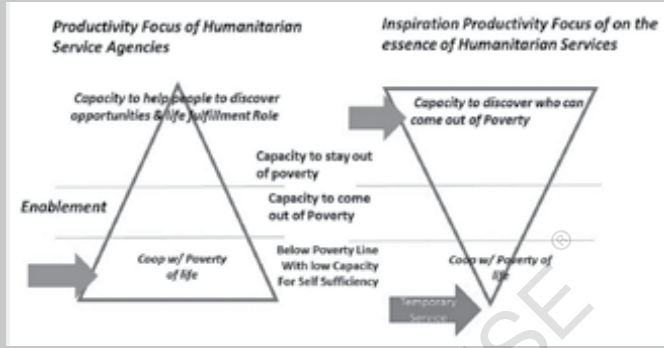 Productivity Focus of Humanitarian
Service Agencies
Inspiration Productivity Focus of on the
essence of Humanitarian Services
Capacity to help people to discover
opportunities & life fulfillment Role
Capacity to discover who can
come out of Poverty
Capacity to stay out
of poverty
Enablement
Capacity to come
out of Poverty
Coop w/ Poverty
of life
Below Poverty Line
With low Capacity
For Self Sufficiency
Coop w/ Poverty of
life
Temporary
Service
SE®